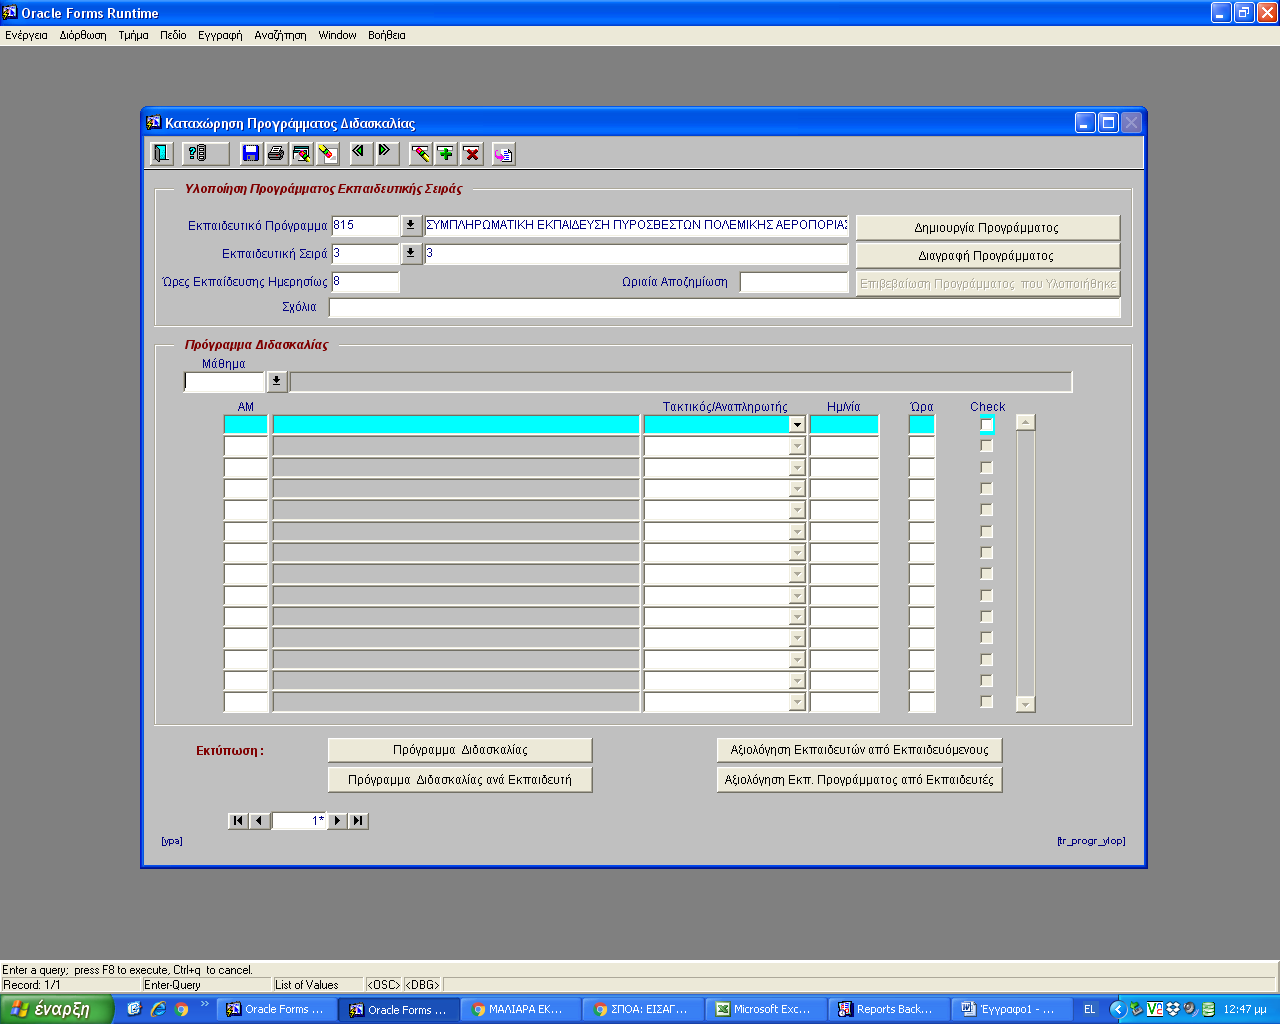 Oracle Forms Runtime
Ενέργεια Διόρθωση Τμήμα Πεδίο Εγγραφή Αναζήτηση Window Βοήθεια
Καταχώρηση Προγράμματος Διδασκαλίας
Υλοποίηση Προγράμματος Εκπαιδευτικής Σειράς
Εκπαιδευτικό Πρόγραμμα 815 ΣΥΜΠΛΗΡΩΜΑΤΙΚΗ ΕΚΠΑΙΔΕΥΣΗ ΠΥΡΟΣΒΕΣΤΩΝ ΠΟΛΕΜΙΚΗΣ ΑΕΡΟΠΟΡΙΑΣ Δημιουργία Προγράμματος
Εκπαιδευτική Σειρά 3 3 Διαγραφή Προγράμματος
Ώρες Εκπαίδευσης Ημερησίως 8 Ωριαία Αποζημίωση Επιβεβαίωση Προγράμματος που Υλοποιήθηκε
Σχόλια
Πρόγραμμα Διδασκαλίας
Μάθημα
ΑΜ Τακτικός/Αναπληρωτής Ημ/νία Ώρα Check
Εκτύπωση : Πρόγραμμα Διδασκαλίας Αξιολόγηση Εκπαιδευτών από Εκπαιδευόμενους
Πρόγραμμα Διδασκαλίας ανά Εκπαιδευτή Αξιολόγηση Εκπ. Προγράμματος από Εκπαιδευτές
1*
[ypa] [tr_progr_ylop]
Enter a query; press F8 to execute, Ctrl+q to cancel.
Record: 1/1 Enter-Query List of Values <OSC> <DBG>
έναρξη Oracle Forms ... Oracle Forms ... ΜΑΛΙΑΡΑ ΕΚ... ΣΠΟΑ: ΕΙΣΑΓ... Microsoft Exc... Reports Back... Έγγραφο1 - ... EL 12:47 μμ